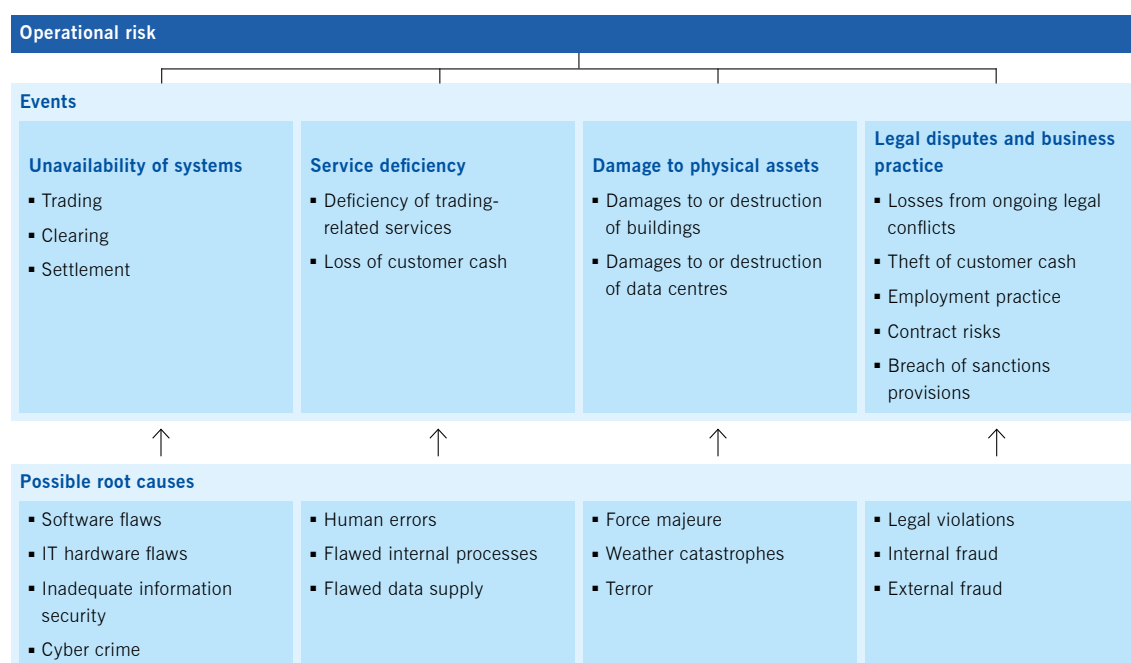 Operational risk
Events
Unavailability of systems
▪ Trading
▪ Clearing
▪ Settlement
Service deficiency
▪ Deficiency of trading-
related services
▪ Loss of customer cash
Damage to physical assets
▪ Damages to or destruction
of buildings
▪ Damages to or destruction
of data centres
Legal disputes and business
practice
▪ Losses from ongoing legal
conflicts
▪ Theft of customer cash
▪ Employment practice
▪ Contract risks
▪ Breach of sanctions
provisions
Possible root causes
▪ Software flaws
▪ IT hardware flaws
▪ Inadequate information
security
▪ Cyber crime
▪ Human errors
▪ Flawed internal processes
▪ Flawed data supply
▪ Force majeure
▪ Weather catastrophes
▪ Terror
▪ Legal violations
▪ Internal fraud
▪ External fraud